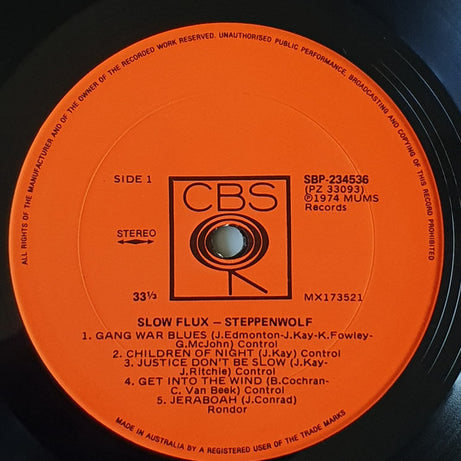 ALL RIGHTS OF THE MANUFACTURER AND OF THE OWNER OF THE RECORDED WORK RESERVED. UNAUTHORISED PUBLIC PERFORMANCE, BROADCASTING AND COPYING OF THIS RECORD PROHIBITED
SIDE 1
CBS
SBP-234536
(PZ 33093)
℗1974 MUMS
Records
STEREO
33⅓
MX173521
SLOW FLUX – STEPPENWOLF
1. GANG WAR BLUES (J.Edmonton-J.Kay-K.Fowley-
G.McJohn) Control
2. CHILDREN OF NIGHT (J.Kay) Control
3. JUSTICE DON'T BE SLOW (J.Kay-
J.Ritchie) Control
4. GET INTO THE WIND (B.Cochran-
C. Van Beek) Control
5. JERABOAH (J.Conrad)
Rondor
MADE IN AUSTRALIA BY A REGISTERED USER OF THE TRADE MARKS